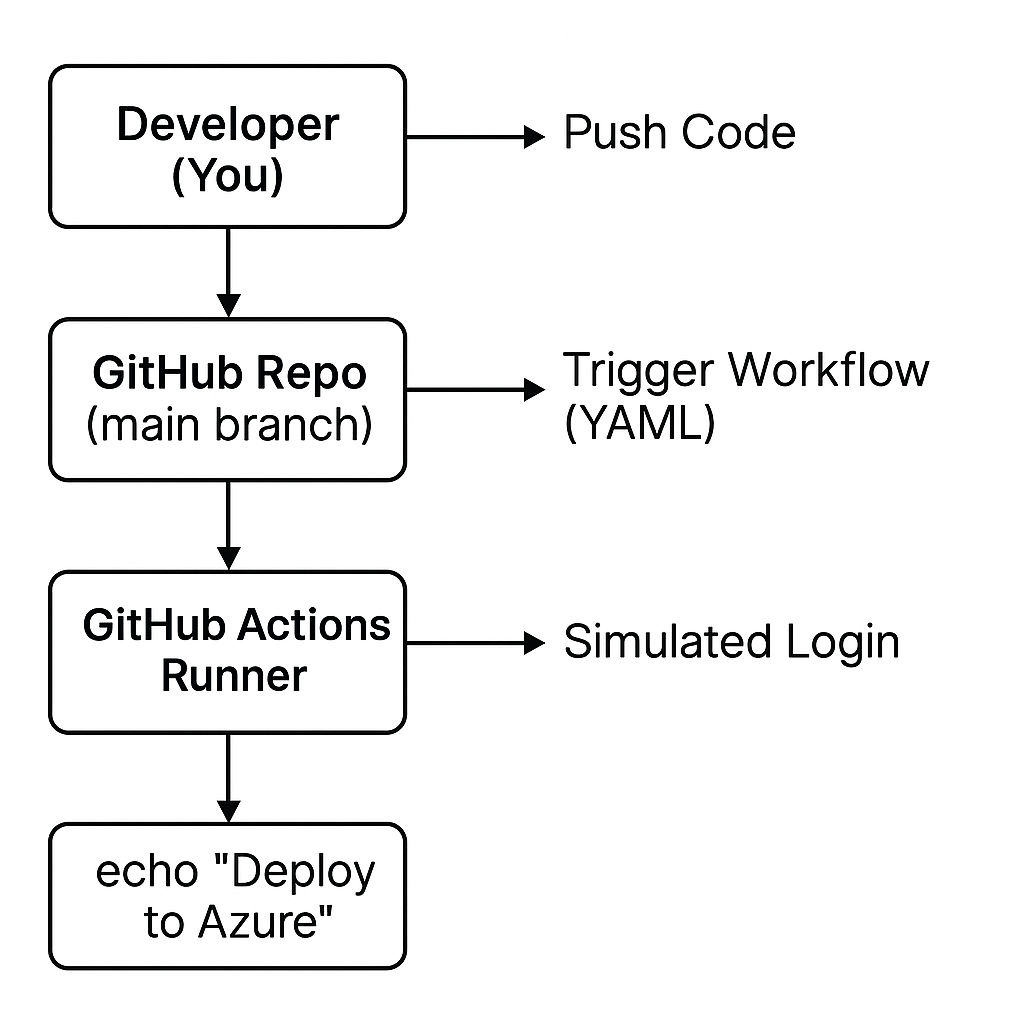 Developer
(You)
Push Code
GitHub Repo
(main branch)
Trigger Workflow
(YAML)
GitHub Actions
Runner
Simulated Login
echo "Deploy
to Azure"